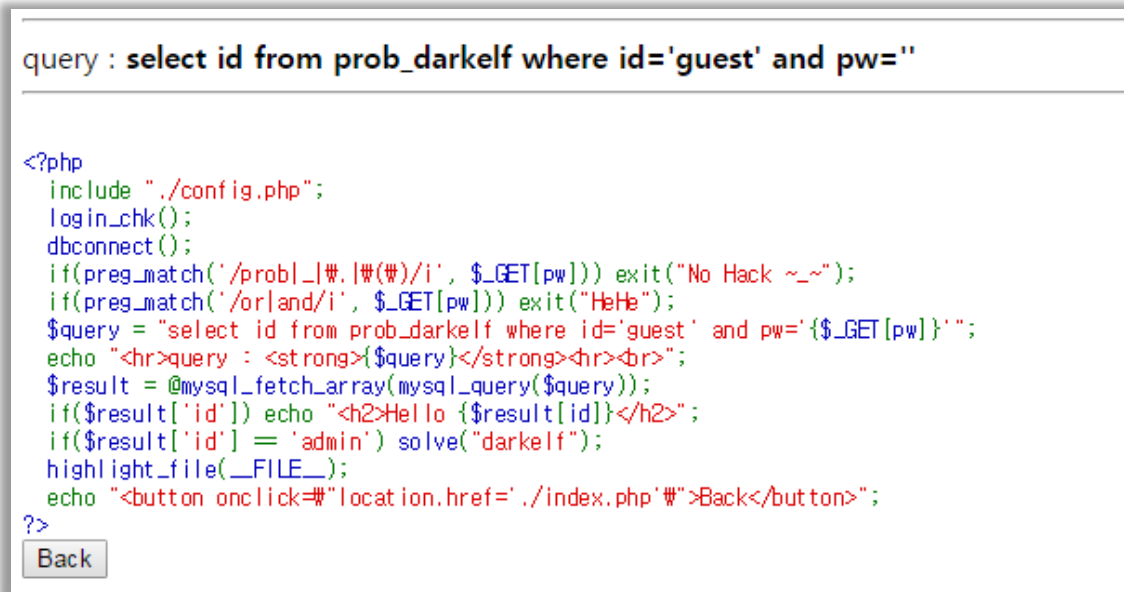 query : select id from prob_darkelf where id='guest' and pw=''
<?php
include "./config.php";
login_chk();
dbconnect();
if(preg_match('/prob|_|₩.|₩(₩)/i', $_GET[pw])) exit("No Hack ~_~");
if(preg_match('/or|and/i', $_GET[pw])) exit("HeHe");
$query = "select id from prob_darkelf where id='guest' and pw='{$_GET[pw]}'";
echo "<hr>query : <strong>{$query}</strong><hr><br>";
$result = @mysql_fetch_array(mysql_query($query));
if($result['id']) echo "<h2>Hello {$result[id]}</h2>";
if($result['id'] == 'admin') solve("darkelf");
highlight_file(__FILE__);
echo "<button onclick=₩"location.href='./index.php'₩">Back</button>";
?>
Back